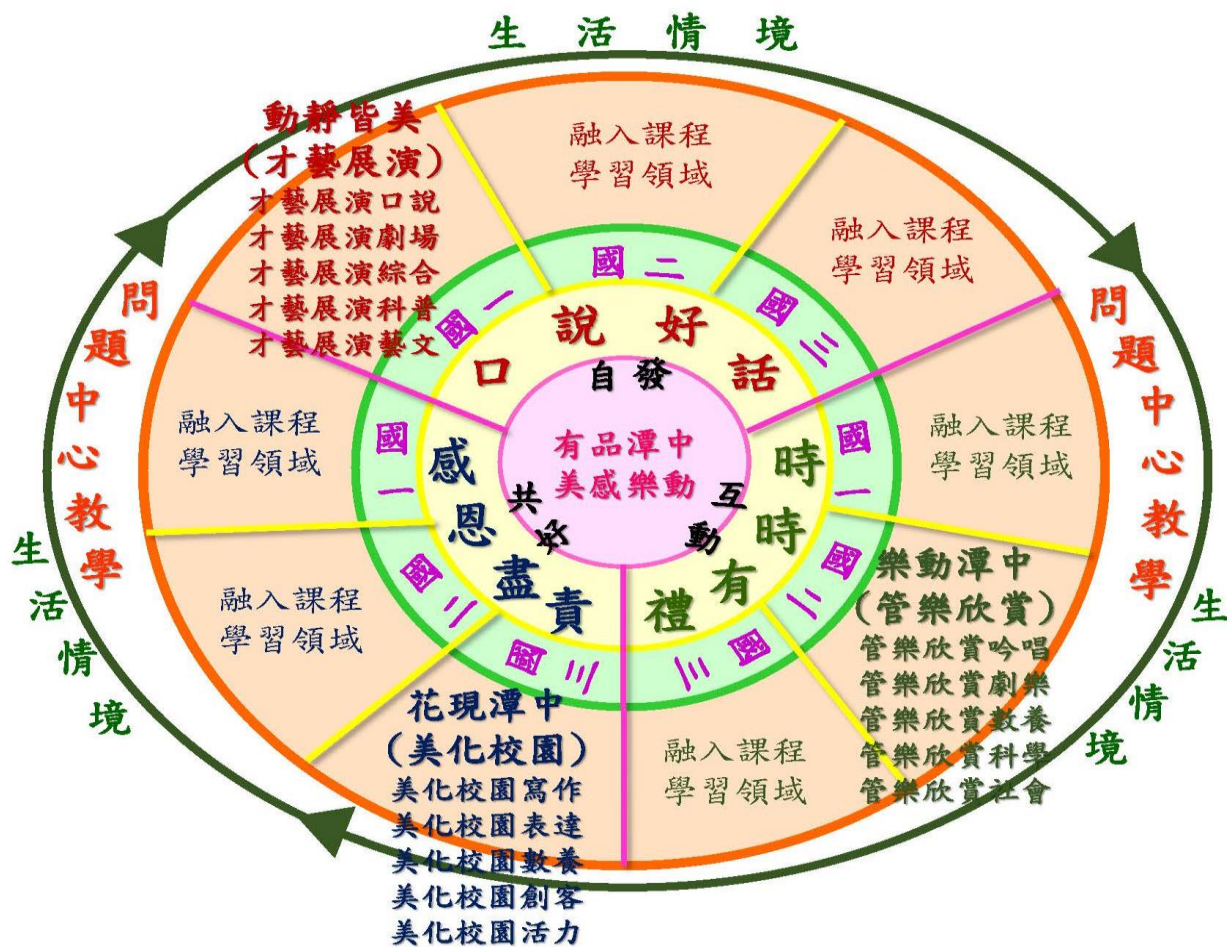 生活情境
動靜皆美
(才藝展演)
才藝展演口說
才藝展演劇場
才藝展演綜合
才藝展演科普
才藝展演藝文
融入課程
學習領域
融入課程
學習領域
國一
國二
國三
口說好話
自發
有品潭中
美感樂動
共好
互動
問題中心教學
問題中心教學
融入課程
學習領域
融入課程
學習領域
國一
國二
國三
感恩盡責
國一
國二
國三
時時有禮
融入課程
學習領域
樂動潭中
(管樂欣賞)
管樂欣賞吟唱
管樂欣賞劇樂
管樂欣賞數養
管樂欣賞科學
管樂欣賞社會
花現潭中
(美化校園)
美化校園寫作
美化校園表達
美化校園數養
美化校園創客
美化校園活力
融入課程
學習領域
生活情境
生活情境